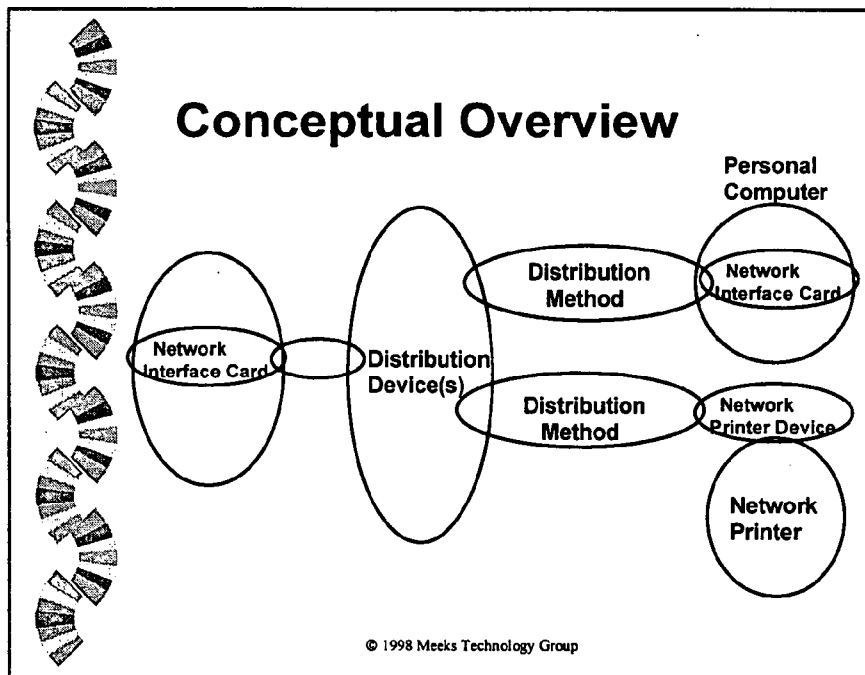 Conceptual Overview
Personal
Computer
Distribution
Method
Network
Interface Card
Network
Interface Card
Distribution
Device(s)
Distribution
Method
Network
Printer Device
Network
Printer
© 1998 Meeks Technology Group